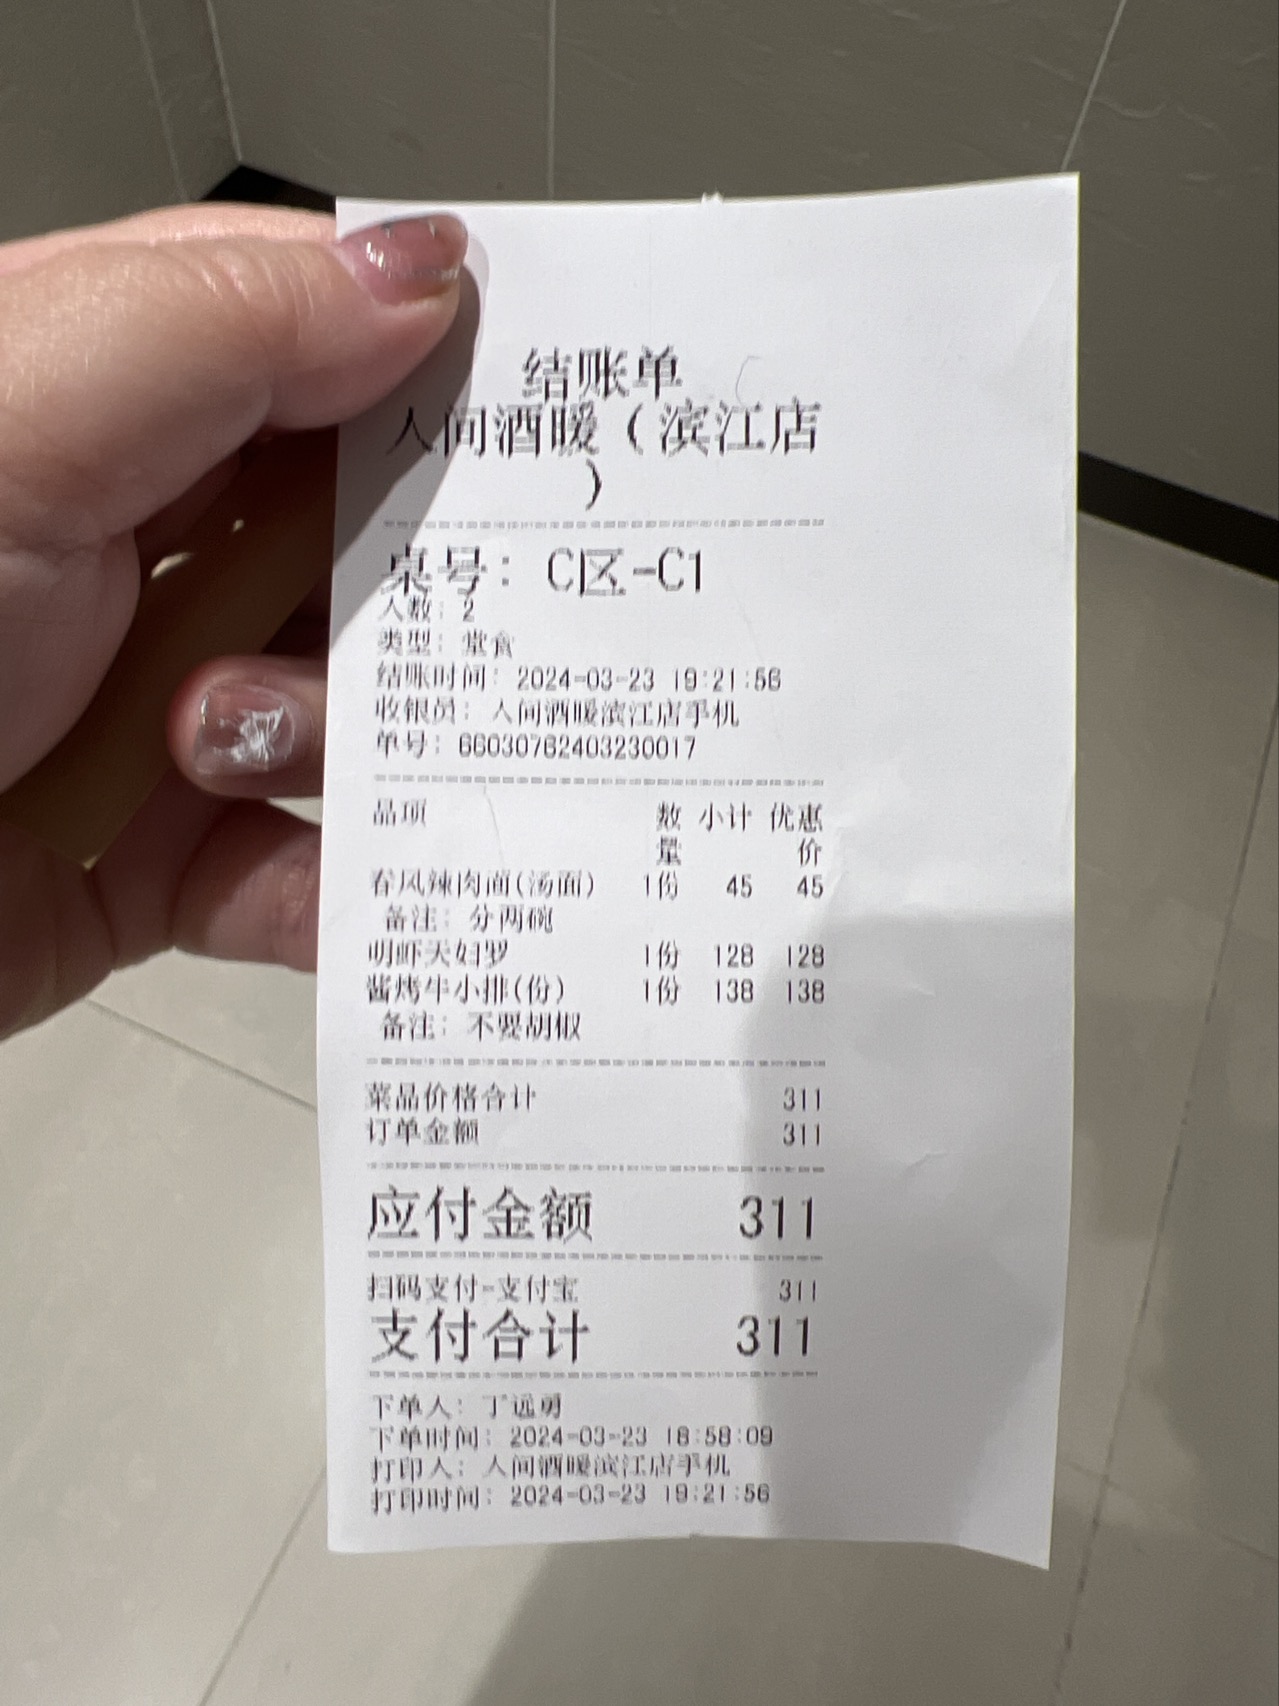 结账单
人间酒暖（滨江店
）
桌号：C区-C1
人数：2
类型：堂食
结账时间：2024-03-23 19:21:56
收银员：人间酒暖滨江店手机
单号：66030762403230017
品项 数 小计 优惠
量 价
春风辣肉面(汤面) 1份 45 45
备注：分两碗
明虾天妇罗 1份 128 128
酱烤牛小排(份) 1份 138 138
备注：不要胡椒
菜品价格合计 311
订单金额 311
应付金额 311
扫码支付-支付宝 311
支付合计 311
下单人：丁远勇
下单时间：2024-03-23 18:58:09
打印人：人间酒暖滨江店手机
打印时间：2024-03-23 19:21:56